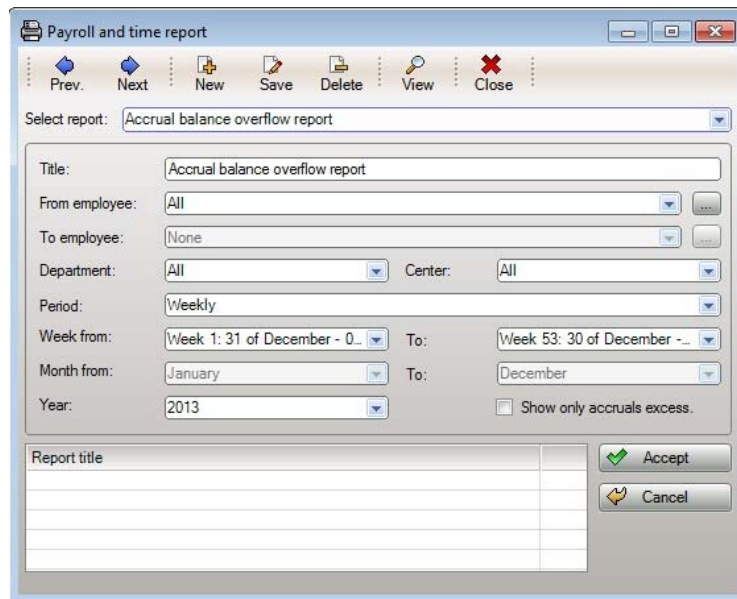 Payroll and time report
Prev. Next New Save Delete View Close
Select report: Accrual balance overflow report
Title: Accrual balance overflow report
From employee: All ...
To employee: None ...
Department: All Center: All
Period: Weekly
Week from: Week 1: 31 of December - 0... To: Week 53: 30 of December -...
Month from: January To: December
Year: 2013 Show only accruals excess.
Report title
Accept
Cancel